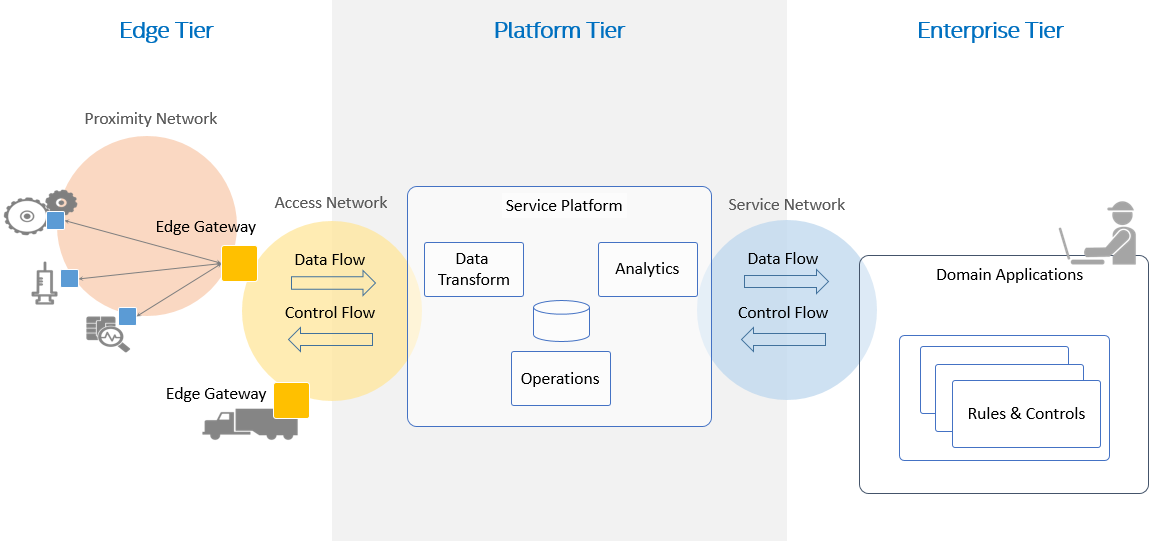 Edge Tier
Platform Tier
Enterprise Tier
Proximity Network
Edge Gateway
Access Network
Data Flow
Control Flow
Edge Gateway
Service Platform
Data
Transform
Analytics
Operations
Service Network
Data Flow
Control Flow
Domain Applications
Rules & Controls